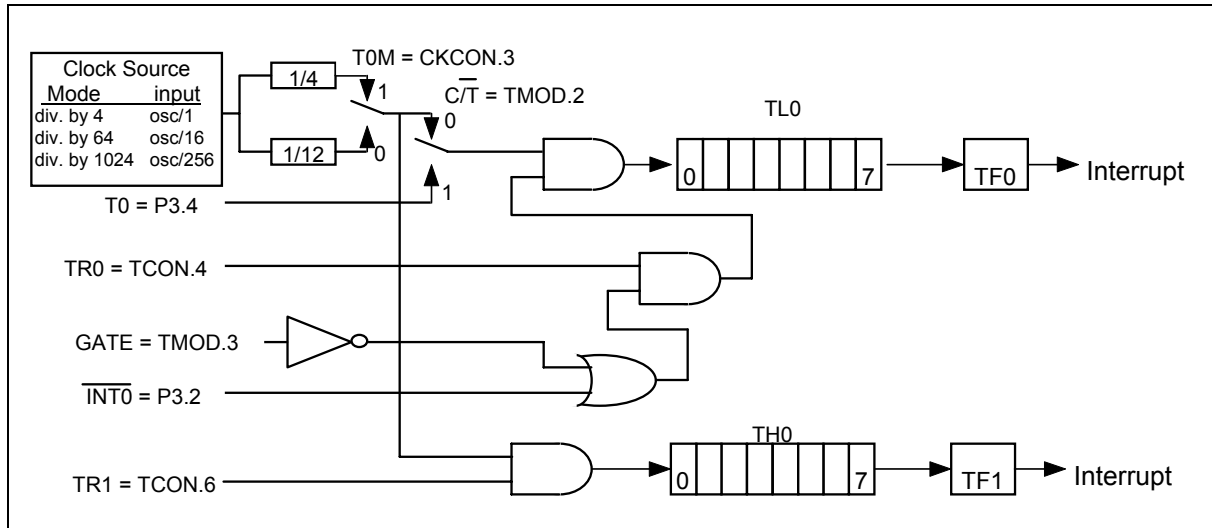 Clock Source
Mode input
div. by 4 osc/1
div. by 64 osc/16
div. by 1024 osc/256
1/4
1/12
T0M = CKCON.3
1
0
C/T̅ = TMOD.2
0
1
T0 = P3.4
TL0
0 7
TF0
Interrupt
TR0 = TCON.4
GATE = TMOD.3
I̅N̅T̅0̅ = P3.2
TR1 = TCON.6
TH0
0 7
TF1
Interrupt